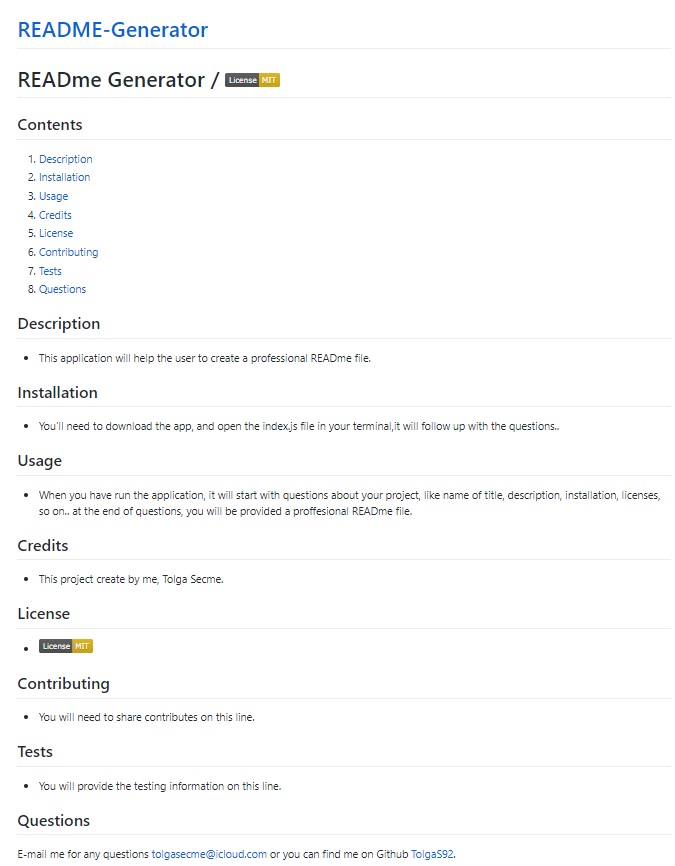 README-Generator
READme Generator / License MIT
Contents
1. Description
2. Installation
3. Usage
4. Credits
5. License
6. Contributing
7. Tests
8. Questions
Description
• This application will help the user to create a professional READme file.
Installation
• You'll need to download the app, and open the index.js file in your terminal,it will follow up with the questions..
Usage
• When you have run the application, it will start with questions about your project, like name of title, description, installation, licenses,
so on.. at the end of questions, you will be provided a proffesional READme file.
Credits
• This project create by me, Tolga Secme.
License
• License MIT
Contributing
• You will need to share contributes on this line.
Tests
• You will provide the testing information on this line.
Questions
E-mail me for any questions tolgasecme@icloud.com or you can find me on Github TolgaS92.